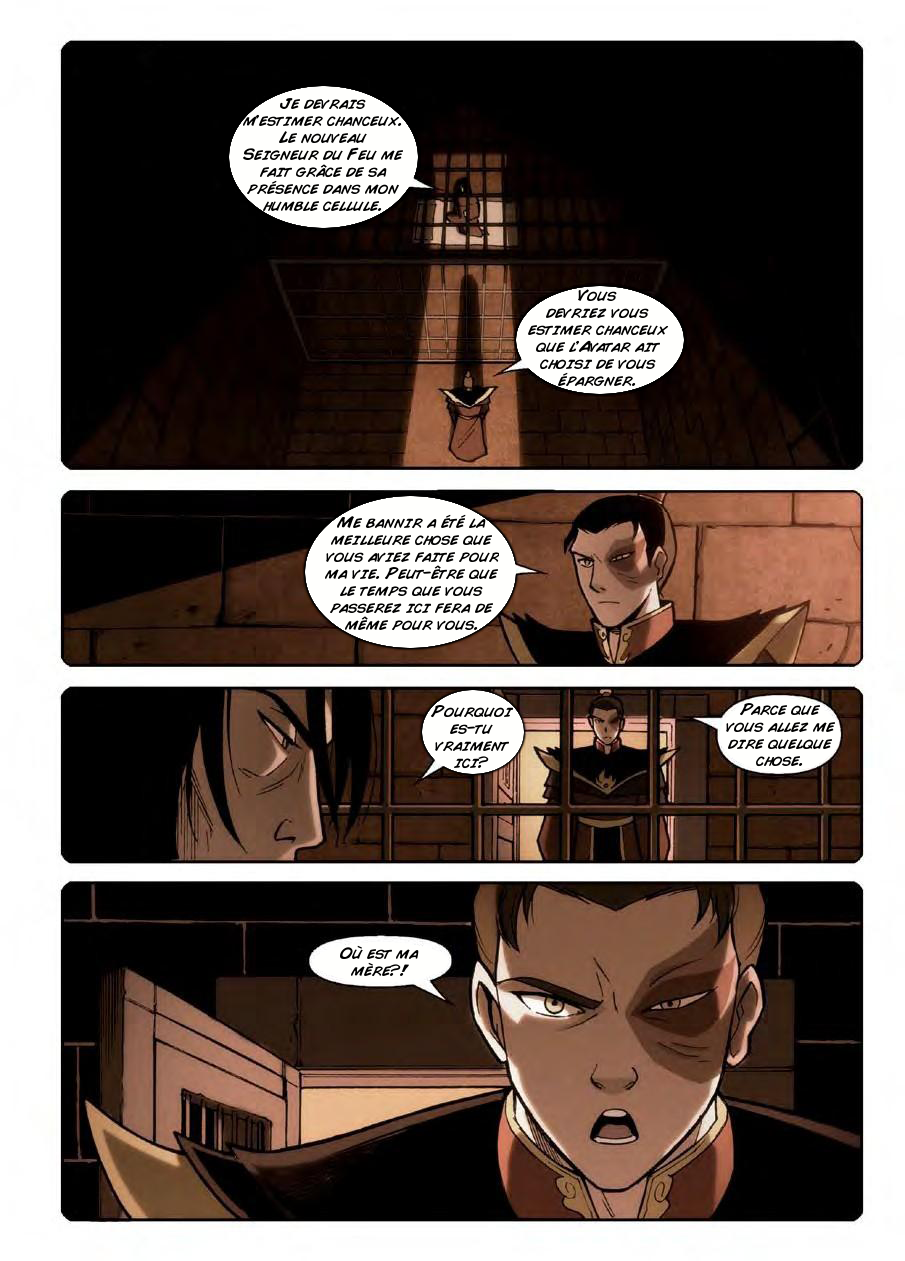 JE DEVRAIS
M'ESTIMER CHANCEUX.
LE NOUVEAU
SEIGNEUR DU FEU ME
FAIT GRÂCE DE SA
PRÉSENCE DANS MON
HUMBLE CELLULE.
VOUS
DEVRIEZ VOUS
ESTIMER CHANCEUX
QUE L'AVATAR AIT
CHOISI DE VOUS
ÉPARGNER.
ME BANNIR A ÉTÉ LA
MEILLEURE CHOSE QUE
VOUS AVIEZ FAITE POUR
MA VIE. PEUT-ÊTRE QUE
LE TEMPS QUE VOUS
PASSEREZ ICI FERA DE
MÊME POUR VOUS.
POURQUOI
ES-TU
VRAIMENT
ICI?
PARCE QUE
VOUS ALLEZ ME
DIRE QUELQUE
CHOSE.
OÙ EST MA
MÈRE?!